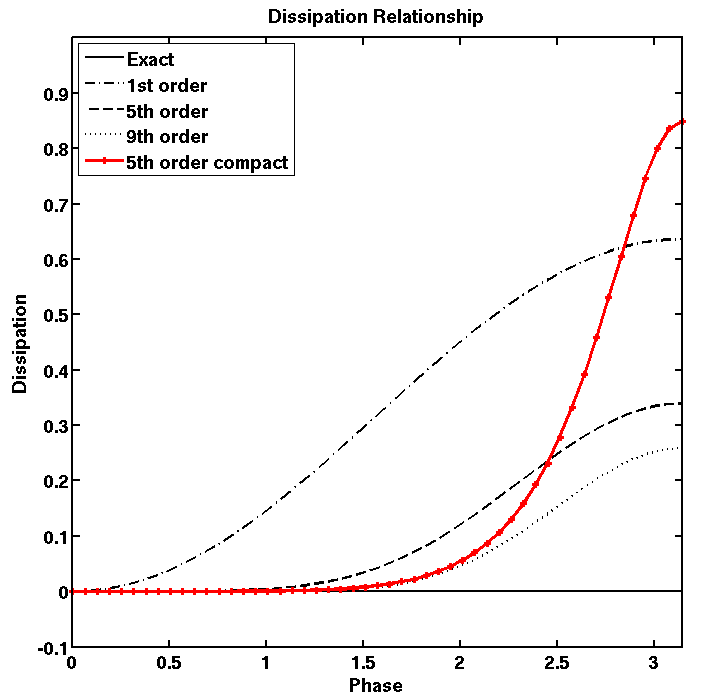 Dissipation Relationship
Exact
1st order
5th order
9th order
5th order compact
0.9
0.8
0.7
0.6
0.5
0.4
0.3
0.2
0.1
0
-0.1
Dissipation
0 0.5 1 1.5 2 2.5 3
Phase